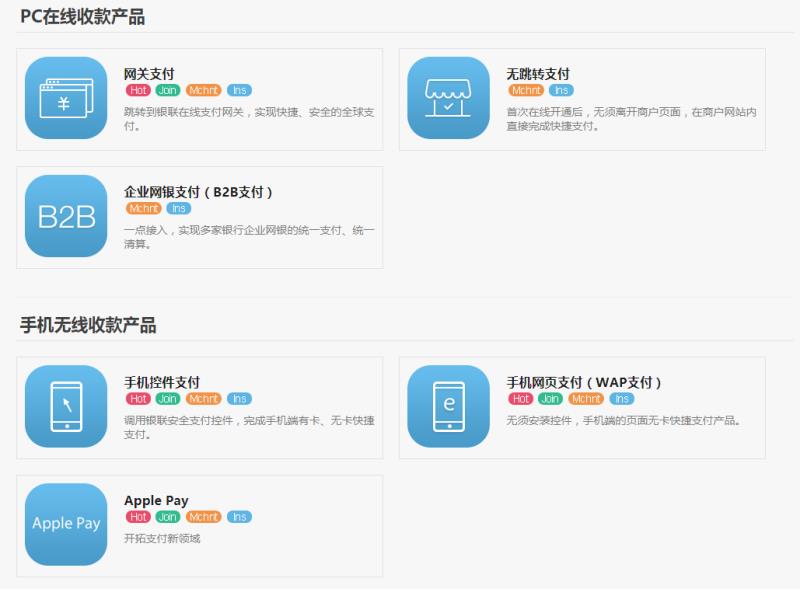 PC在线收款产品
¥
网关支付
Hot Join Mchnt Ins
跳转到银联在线支付网关，实现快捷、安全的全球支
付。
无跳转支付
Mchnt Ins
首次在线开通后，无须离开商户页面，在商户网站内
直接完成快捷支付。
B2B
企业网银支付（B2B支付）
Mchnt Ins
一点接入，实现多家银行企业网银的统一支付、统一
清算。
手机无线收款产品
手机控件支付
Hot Join Mchnt Ins
调用银联安全支付控件，完成手机端有卡、无卡快捷
支付。
e
手机网页支付（WAP支付）
Hot Join Mchnt Ins
无须安装控件，手机端的页面无卡快捷支付产品。
Apple Pay
Apple Pay
Hot Join Mchnt Ins
开拓支付新领域